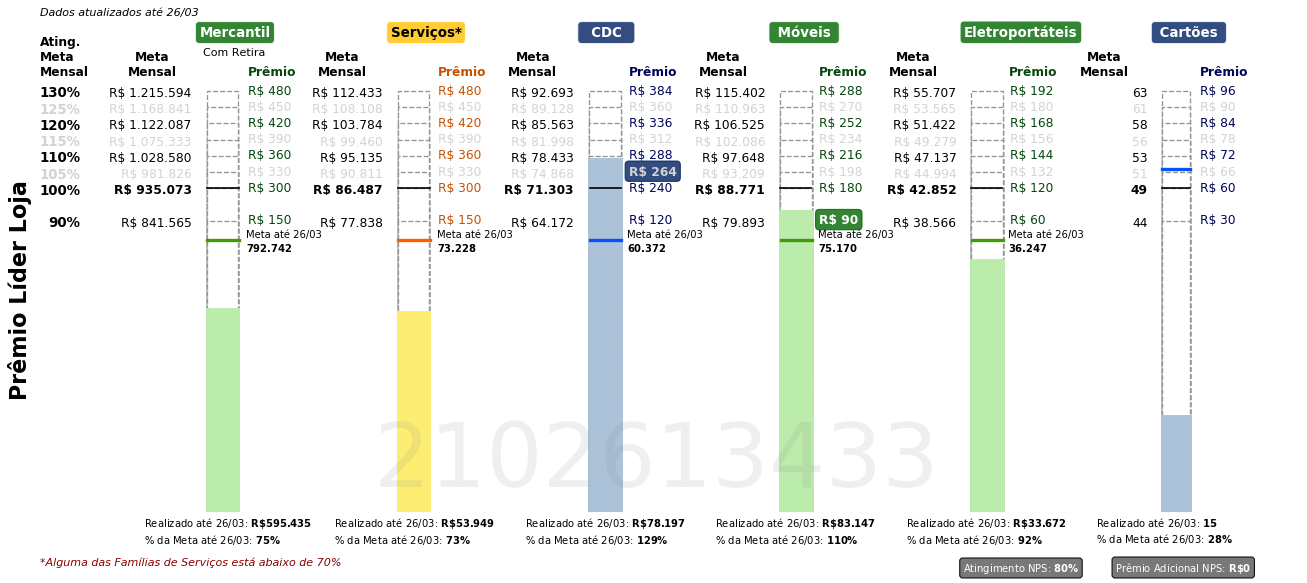 Dados atualizados até 26/03
Mercantil Serviços* CDC Móveis Eletroportáteis Cartões
Com Retira
Ating. Meta Mensal Meta Mensal Prêmio Meta Mensal Prêmio Meta Mensal Prêmio Meta Mensal Prêmio Meta Mensal Prêmio Meta Mensal Prêmio
130% R$ 1.215.594 R$ 480 R$ 112.433 R$ 480 R$ 92.693 R$ 384 R$ 115.402 R$ 288 R$ 55.707 R$ 192 63 R$ 96
125% R$ 1.168.841 R$ 450 R$ 108.108 R$ 450 R$ 89.128 R$ 360 R$ 110.963 R$ 270 R$ 53.565 R$ 180 61 R$ 90
120% R$ 1.122.087 R$ 420 R$ 103.784 R$ 420 R$ 85.563 R$ 336 R$ 106.525 R$ 252 R$ 51.422 R$ 168 58 R$ 84
115% R$ 1.075.333 R$ 390 R$ 99.460 R$ 390 R$ 81.998 R$ 312 R$ 102.086 R$ 234 R$ 49.279 R$ 156 56 R$ 78
110% R$ 1.028.580 R$ 360 R$ 95.135 R$ 360 R$ 78.433 R$ 288 R$ 97.648 R$ 216 R$ 47.137 R$ 144 53 R$ 72
105% R$ 981.826 R$ 330 R$ 90.811 R$ 330 R$ 74.868 R$ 264 R$ 93.209 R$ 198 R$ 44.994 R$ 132 51 R$ 66
100% R$ 935.073 R$ 300 R$ 86.487 R$ 300 R$ 71.303 R$ 240 R$ 88.771 R$ 180 R$ 42.852 R$ 120 49 R$ 60
90% R$ 841.565 R$ 150 R$ 77.838 R$ 150 R$ 64.172 R$ 120 R$ 79.893 R$ 90 R$ 38.566 R$ 60 44 R$ 30
Meta até 26/03 Meta até 26/03 Meta até 26/03 Meta até 26/03 Meta até 26/03
792.742 73.228 60.372 75.170 36.247
Prêmio Líder Loja
2102613433
Realizado até 26/03: R$595.435 Realizado até 26/03: R$53.949 Realizado até 26/03: R$78.197 Realizado até 26/03: R$83.147 Realizado até 26/03: R$33.672 Realizado até 26/03: 15
% da Meta até 26/03: 75% % da Meta até 26/03: 73% % da Meta até 26/03: 129% % da Meta até 26/03: 110% % da Meta até 26/03: 92% % da Meta até 26/03: 28%
*Alguma das Famílias de Serviços está abaixo de 70% Atingimento NPS: 80% Prêmio Adicional NPS: R$0